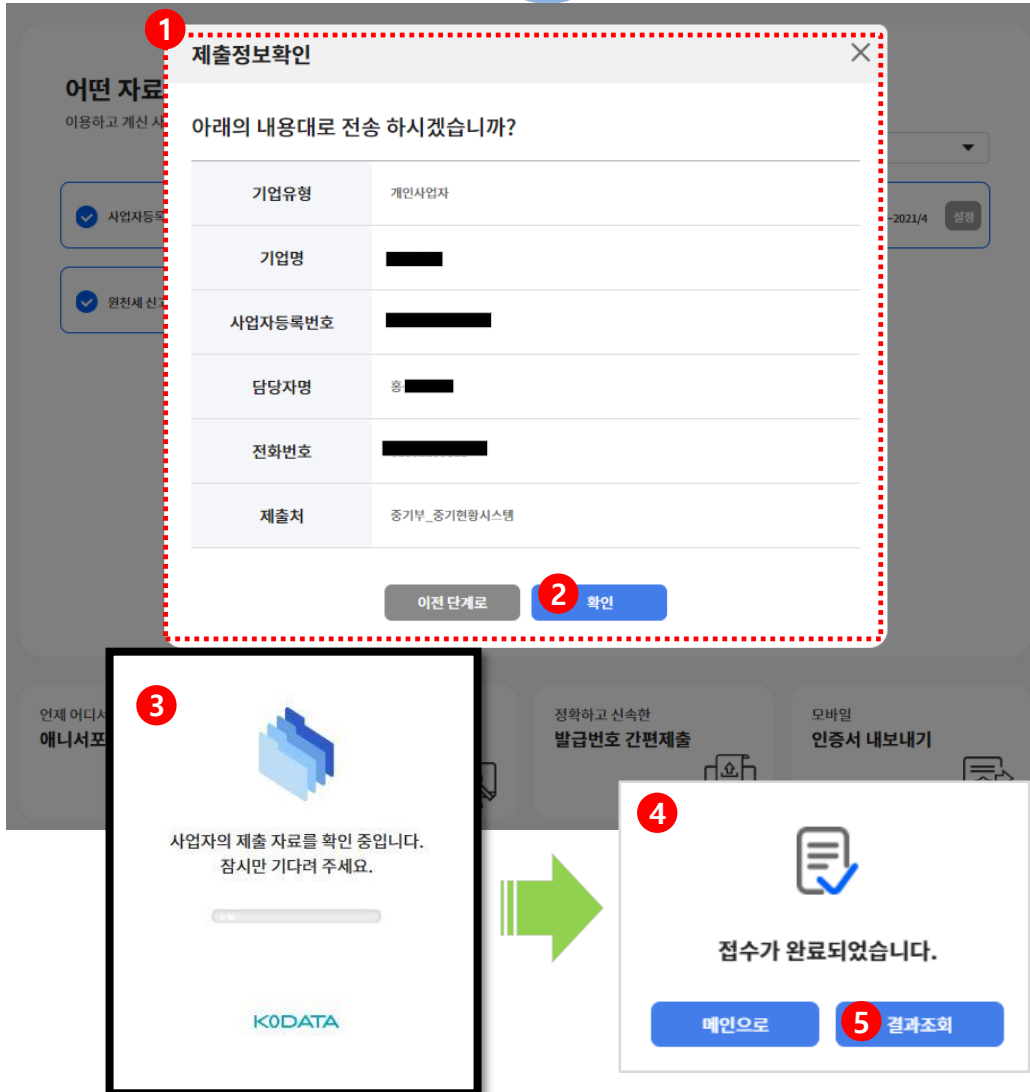 1
제출정보확인
어떤 자료
이용하고 계신 사
아래의 내용대로 전송 하시겠습니까?
기업유형 개인사업자
사업자등록
~2021/4 설정
기업명
원천세 신고
사업자등록번호
담당자명 홍
전화번호
제출처 중기부_중기현황시스템
이전 단계로 2 확인
3
언제 어디서
애니서포
정확하고 신속한
발급번호 간편제출
모바일
인증서 내보내기
사업자의 제출 자료를 확인 중입니다.
잠시만 기다려 주세요.
KODATA
4
접수가 완료되었습니다.
메인으로 5 결과조회